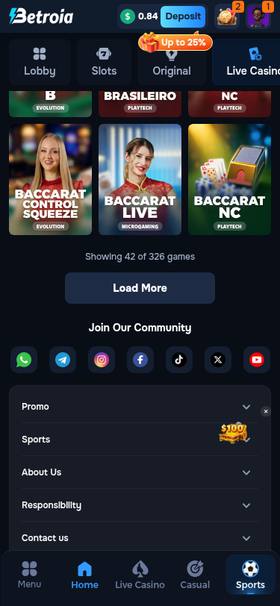 Betroia
$ 0.84 Deposit
2
1
Up to 25%
Lobby
Slots
Original
Live Casino
B
EVOLUTION
BRASILEIRO
PLAYTECH
NC
PLAYTECH
BACCARAT
CONTROL
SQUEEZE
EVOLUTION
BACCARAT
LIVE
MICROGAMING
BACCARAT
NC
PLAYTECH
Showing 42 of 326 games
Load More
Join Our Community
Promo
Sports
$100
About Us
Responsibility
Contact us
Menu
Home
Live Casino
Casual
Sports